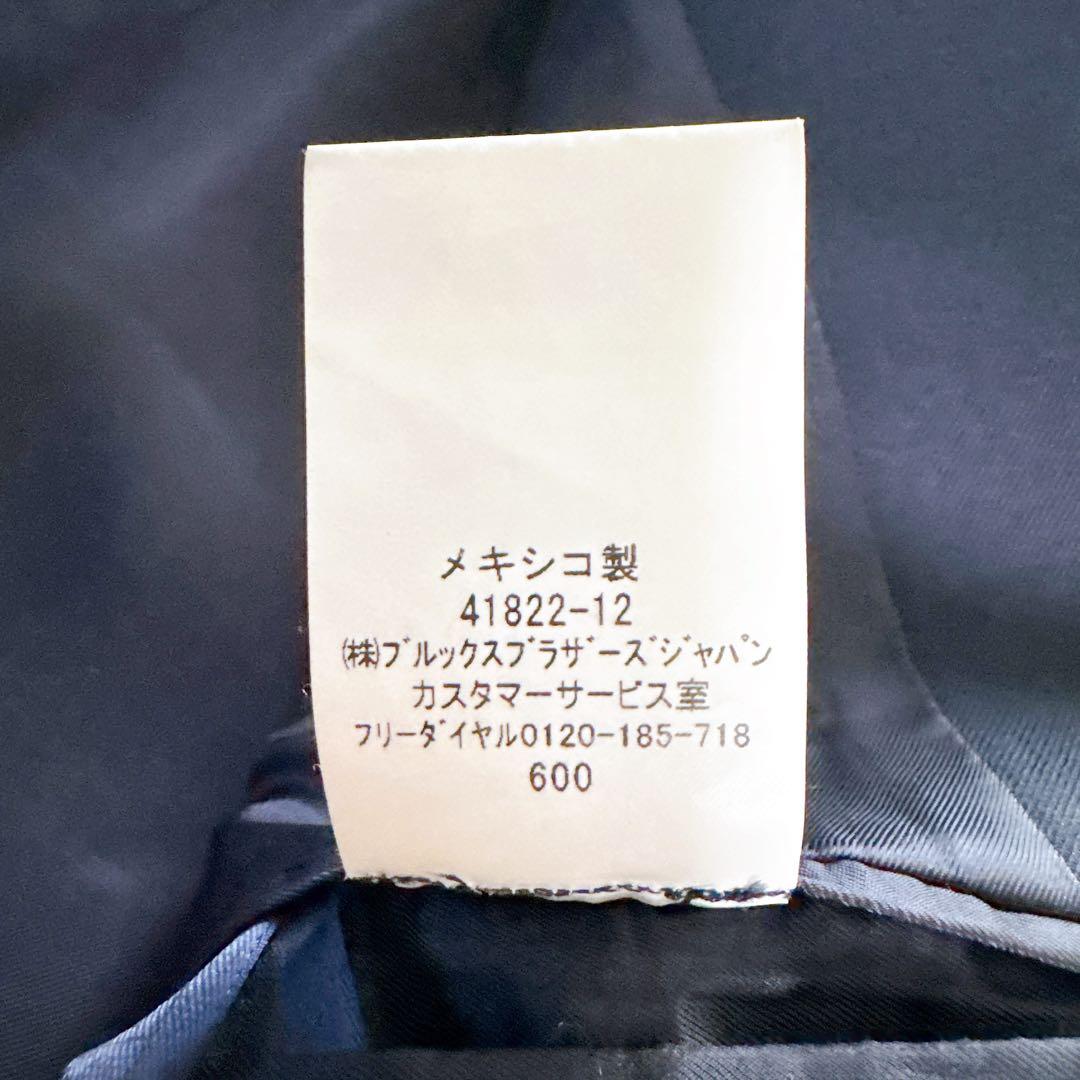 メキシコ製
41822-12
㈱ブルックスブラザーズジャパン
カスタマーサービス室
フリーダイヤル0120-185-718
600